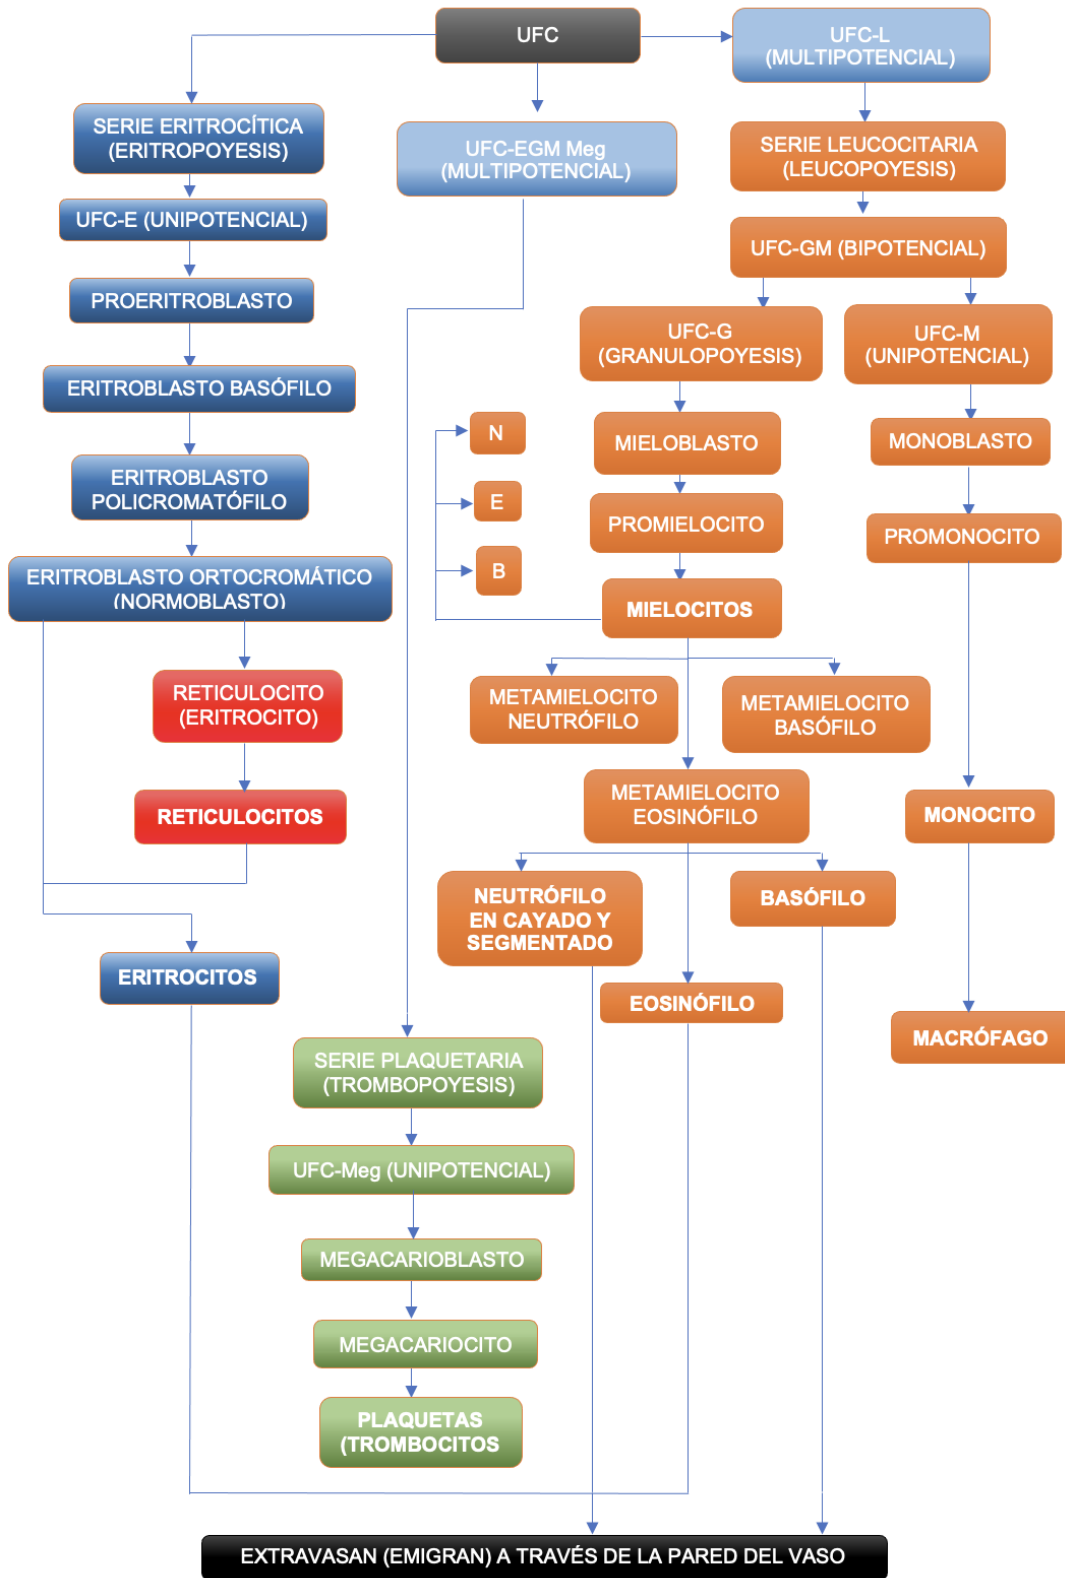 UFC
UFC-L
(MULTIPOTENCIAL)
SERIE ERITROCÍTICA
(ERITROPOYESIS)
UFC-EGM Meg
(MULTIPOTENCIAL)
SERIE LEUCOCITARIA
(LEUCOPOYESIS)
UFC-E (UNIPOTENCIAL)
UFC-GM (BIPOTENCIAL)
PROERITROBLASTO
UFC-G
(GRANULOPOYESIS)
UFC-M
(UNIPOTENCIAL)
ERITROBLASTO BASÓFILO
N
MIELOBLASTO
MONOBLASTO
ERITROBLASTO
POLICROMATÓFILO
E
PROMIELOCITO
PROMONOCITO
B
ERITROBLASTO ORTOCROMÁTICO
(NORMOBLASTO)
MIELOCITOS
RETICULOCITO
(ERITROCITO)
METAMIELOCITO
NEUTRÓFILO
METAMIELOCITO
BASÓFILO
RETICULOCITOS
METAMIELOCITO
EOSINÓFILO
MONOCITO
NEUTRÓFILO
EN CAYADO Y
SEGMENTADO
BASÓFILO
ERITROCITOS
EOSINÓFILO
MACRÓFAGO
SERIE PLAQUETARIA
(TROMBOPOYESIS)
UFC-Meg (UNIPOTENCIAL)
MEGACARIOBLASTO
MEGACARIOCITO
PLAQUETAS
(TROMBOCITOS
EXTRAVASAN (EMIGRAN) A TRAVÉS DE LA PARED DEL VASO